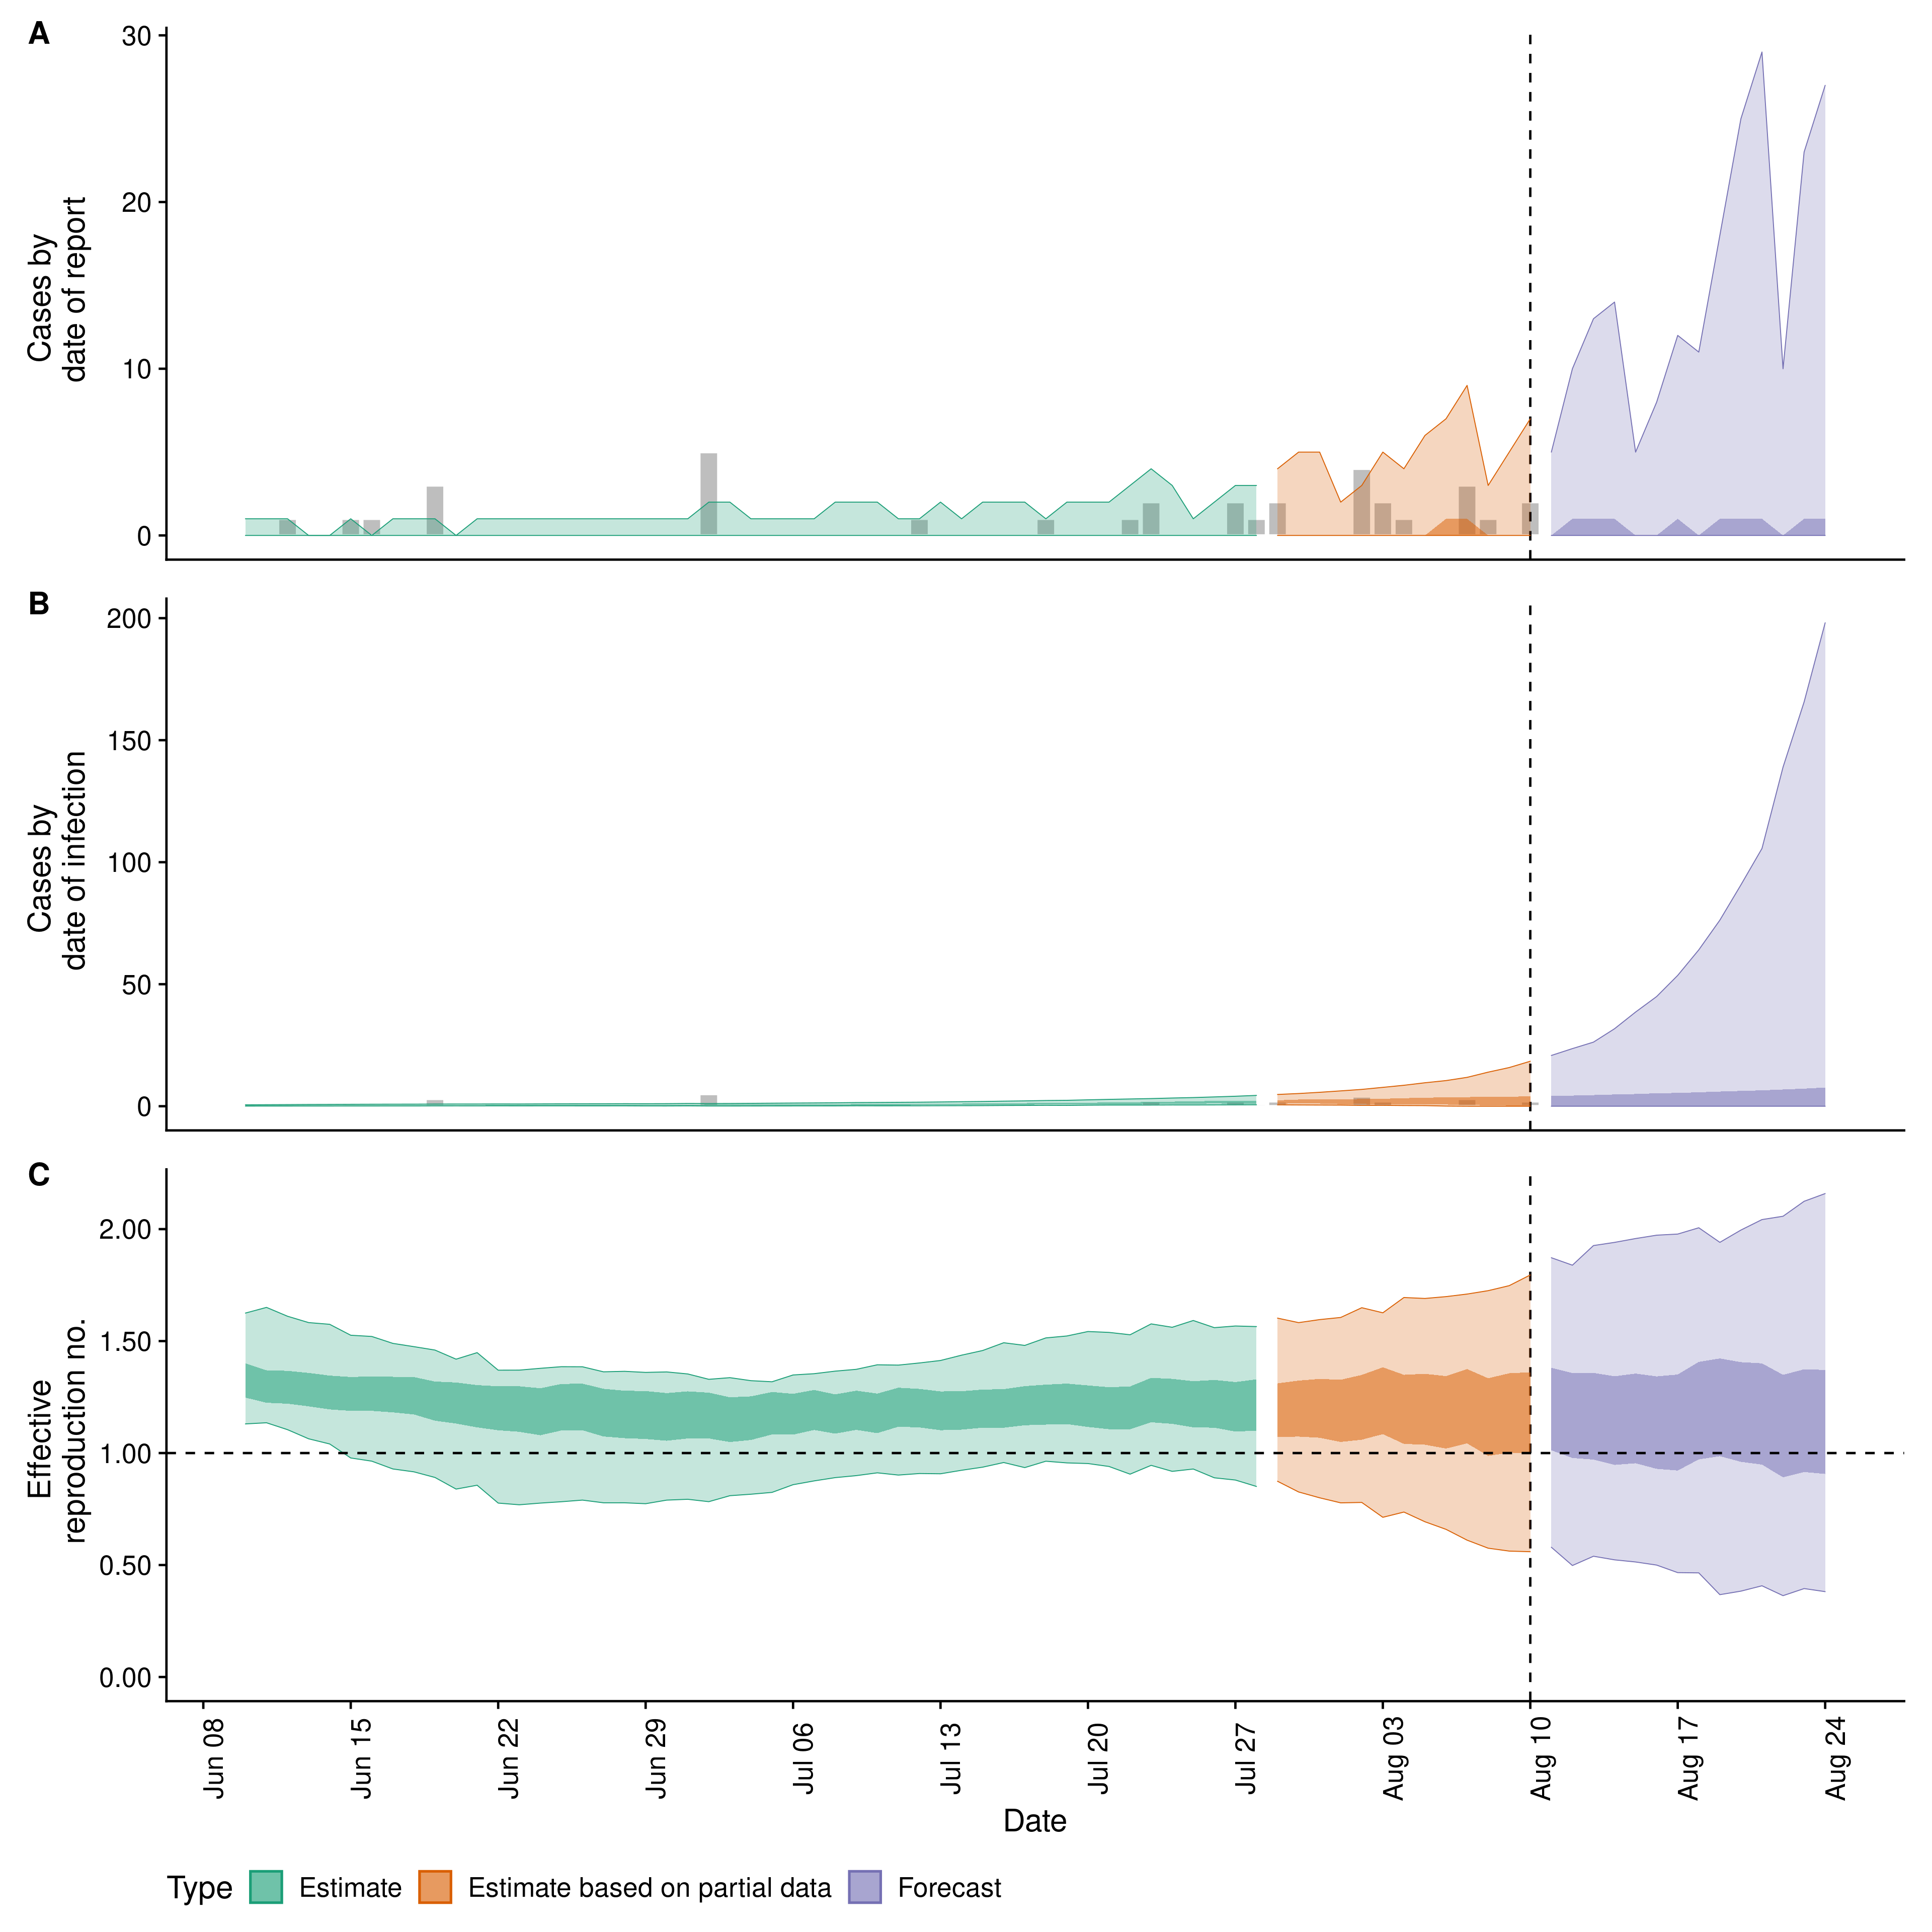 A
Cases by
date of report
30
20
10
0
B
Cases by
date of infection
200
150
100
50
0
C
Effective
reproduction no.
2.00
1.50
1.00
0.50
0.00
Jun 08
Jun 15
Jun 22
Jun 29
Jul 06
Jul 13
Jul 20
Jul 27
Aug 03
Aug 10
Aug 17
Aug 24
Date
Type Estimate Estimate based on partial data Forecast